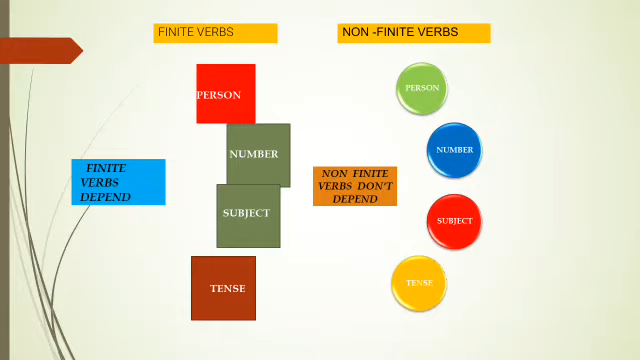 FINITE VERBS
NON -FINITE VERBS
FINITE
VERBS
DEPEND
PERSON
NUMBER
SUBJECT
TENSE
NON FINITE
VERBS DON'T
DEPEND
PERSON
NUMBER
SUBJECT
TENSE